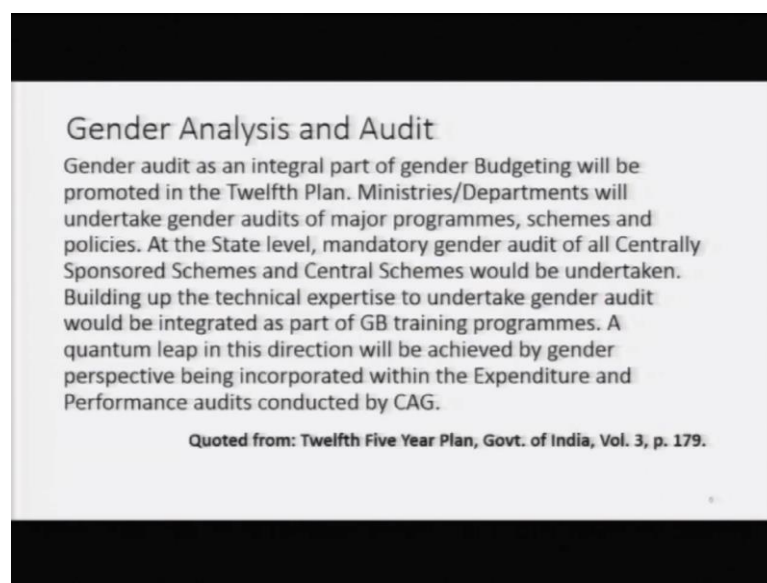 Gender Analysis and Audit
Gender audit as an integral part of gender Budgeting will be
promoted in the Twelfth Plan. Ministries/Departments will
undertake gender audits of major programmes, schemes and
policies. At the State level, mandatory gender audit of all Centrally
Sponsored Schemes and Central Schemes would be undertaken.
Building up the technical expertise to undertake gender audit
would be integrated as part of GB training programmes. A
quantum leap in this direction will be achieved by gender
perspective being incorporated within the Expenditure and
Performance audits conducted by CAG.
Quoted from: Twelfth Five Year Plan, Govt. of India, Vol. 3, p. 179.